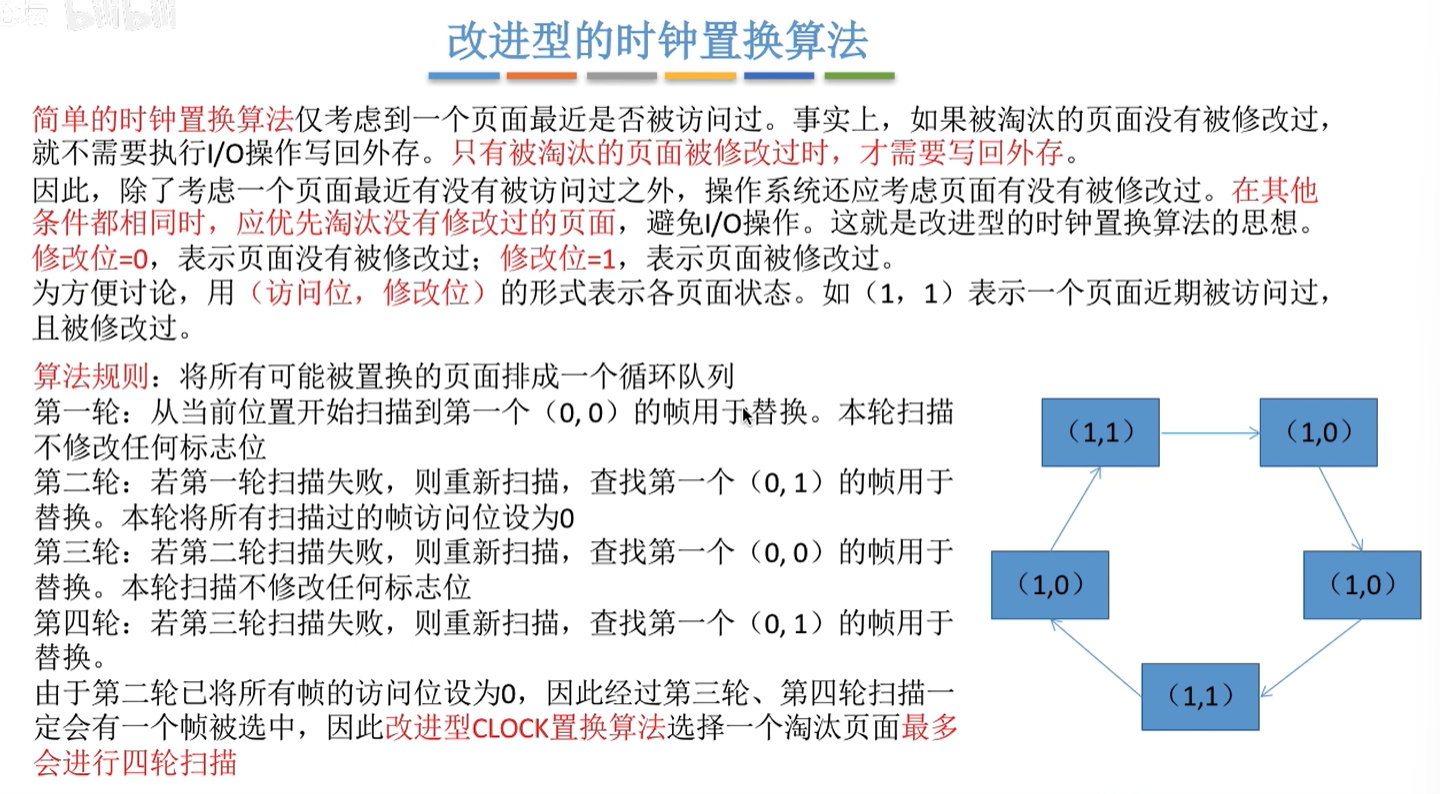 bilibili
改进型的时钟置换算法
简单的时钟置换算法仅考虑到一个页面最近是否被访问过。事实上，如果被淘汰的页面没有被修改过，
就不需要执行I/O操作写回外存。只有被淘汰的页面被修改过时，才需要写回外存。
因此，除了考虑一个页面最近有没有被访问过之外，操作系统还应考虑页面有没有被修改过。在其他
条件都相同时，应优先淘汰没有修改过的页面，避免I/O操作。这就是改进型的时钟置换算法的思想。
修改位=0，表示页面没有被修改过；修改位=1，表示页面被修改过。
为方便讨论，用（访问位，修改位）的形式表示各页面状态。如（1，1）表示一个页面近期被访问过，
且被修改过。
算法规则：将所有可能被置换的页面排成一个循环队列
第一轮：从当前位置开始扫描到第一个（0, 0）的帧用于替换。本轮扫描
不修改任何标志位
第二轮：若第一轮扫描失败，则重新扫描，查找第一个（0, 1）的帧用于
替换。本轮将所有扫描过的帧访问位设为0
第三轮：若第二轮扫描失败，则重新扫描，查找第一个（0, 0）的帧用于
替换。本轮扫描不修改任何标志位
第四轮：若第三轮扫描失败，则重新扫描，查找第一个（0, 1）的帧用于
替换。
由于第二轮已将所有帧的访问位设为0，因此经过第三轮、第四轮扫描一
定会有一个帧被选中，因此改进型CLOCK置换算法选择一个淘汰页面最多
会进行四轮扫描
（1,1）
（1,0）
（1,0）
（1,0）
（1,1）